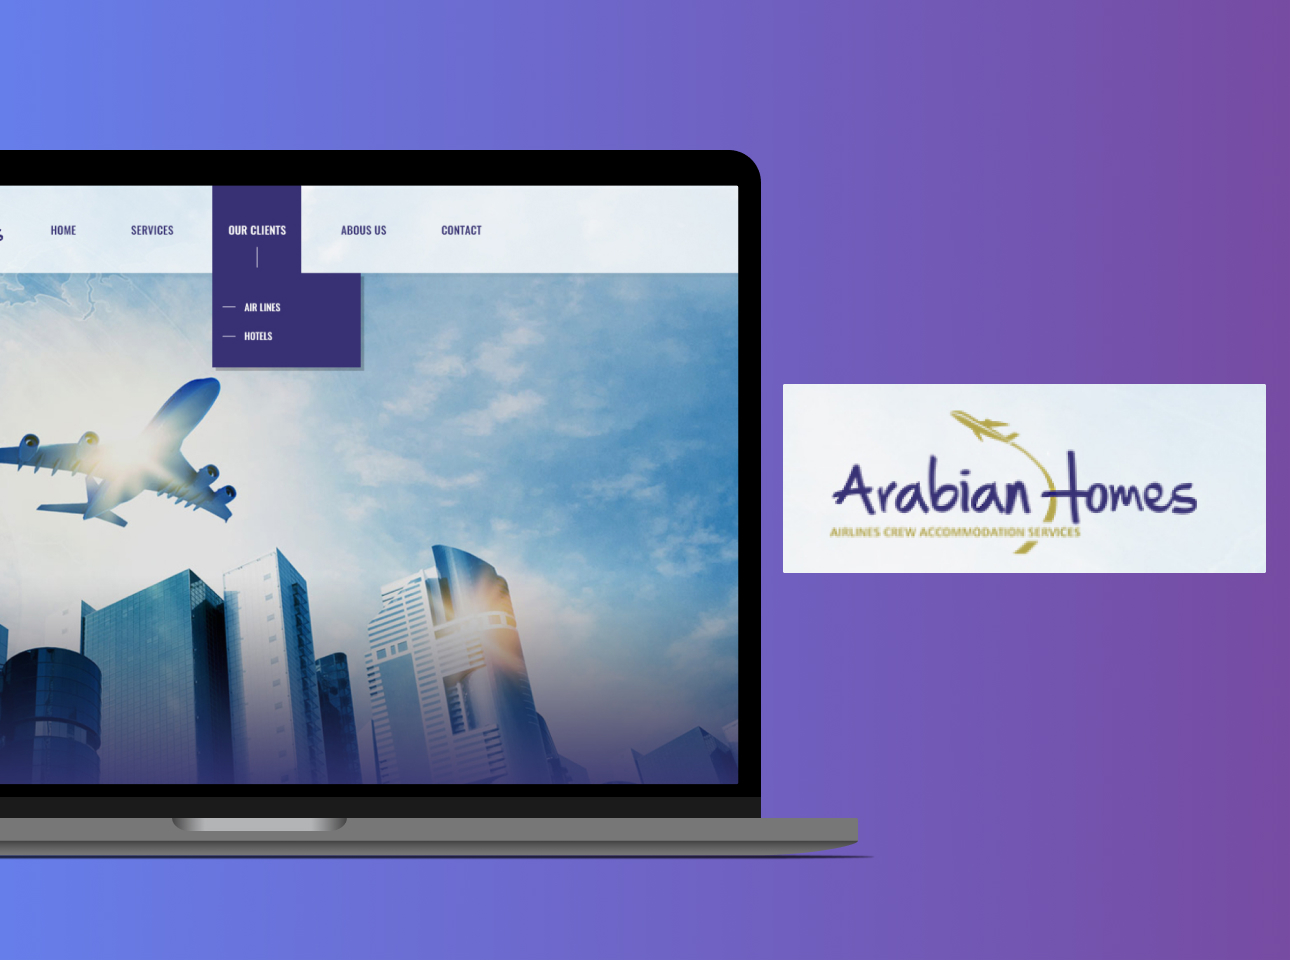 HOME SERVICES OUR CLIENTS ABOUS US CONTACT
AIR LINES
HOTELS
Arabian Homes
AIRLINES CREW ACCOMMODATION SERVICES